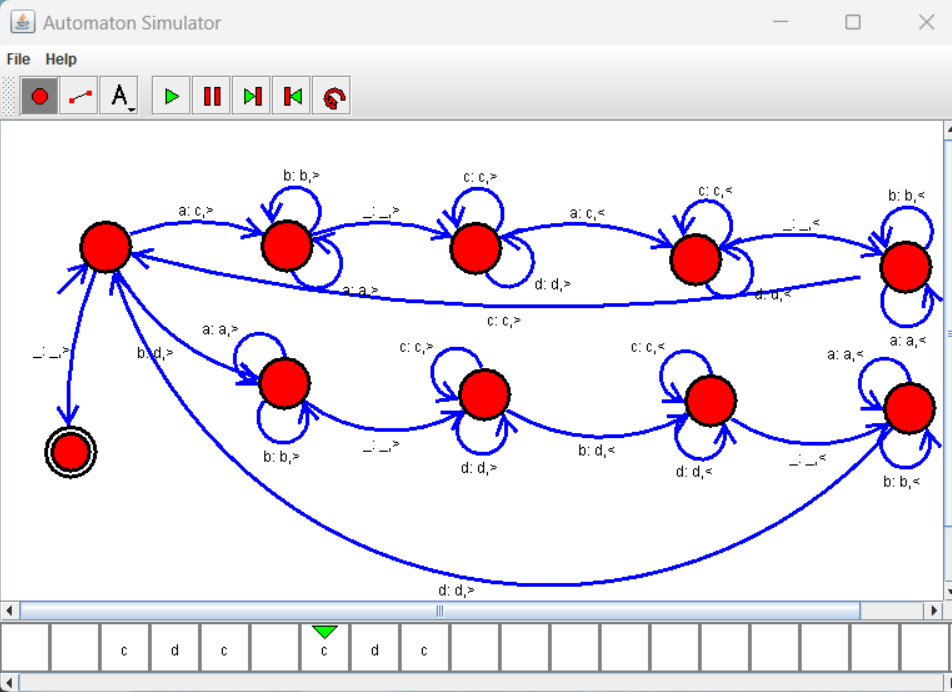 Automaton Simulator
File Help
A
b: b,>
c: c,>
c: c,<
b: b,<
a: c,>
_: _,>
a: c,<
_: _,<
a: a,>
d: d,>
d: d,<
c: c,>
a: a,<
_: _,>
b: d,>
a: a,>
c: c,>
c: c,<
a: a,<
b: b,>
_: _,>
d: d,>
b: d,<
d: d,<
_: _,<
b: b,<
d: d,>
c d c c d c